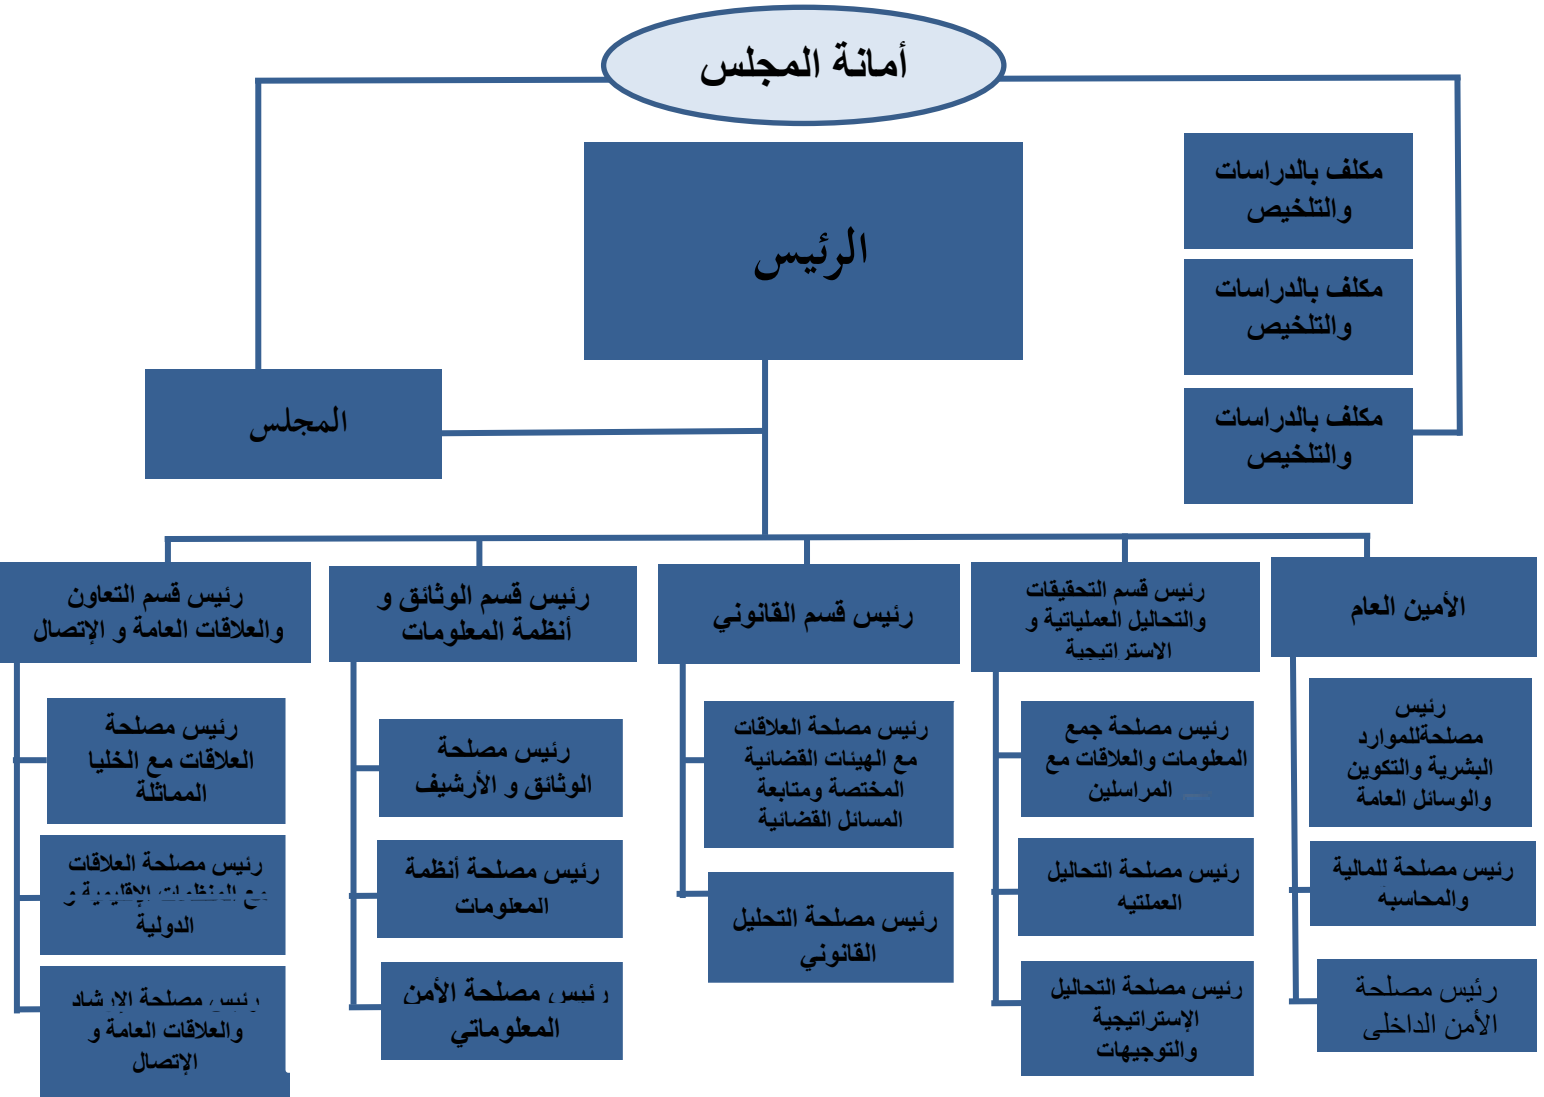 أمانة المجلس
الرئيس
مكلف بالدراسات
والتلخيص
مكلف بالدراسات
والتلخيص
مكلف بالدراسات
والتلخيص
المجلس
الأمين العام
رئيس
مصلحةللموارد
البشرية والتكوين
والوسائل العامة
رئيس مصلحة للمالية
والمحاسبة
رئيس مصلحة
الأمن الداخلي
رئيس قسم التحقيقات
والتحاليل العملياتية و
الاستراتيجية
رئيس مصلحة جمع
المعلومات والعلاقات مع
المراسلين
رئيس مصلحة التحاليل
العملتيه
رئيس مصلحة التحاليل
الإستراتيجية
والتوجيهات
رئيس قسم القانوني
رئيس مصلحة العلاقات
مع الهيئات القضائية
المختصة ومتابعة
المسائل القضائية
رئيس مصلحة التحليل
القانوني
رئيس قسم الوثائق و
أنظمة المعلومات
رئيس مصلحة
الوثائق و الأرشيف
رئيس مصلحة أنظمة
المعلومات
رئيس مصلحة الأمن
المعلوماتي
رئيس قسم التعاون
والعلاقات العامة و الإتصال
رئيس مصلحة
العلاقات مع الخليا
المماثلة
رئيس مصلحة العلاقات
مع المنظمات الإقليمية و
الدولية
رئيس مصلحة الإرشاد
والعلاقات العامة و
الإتصال